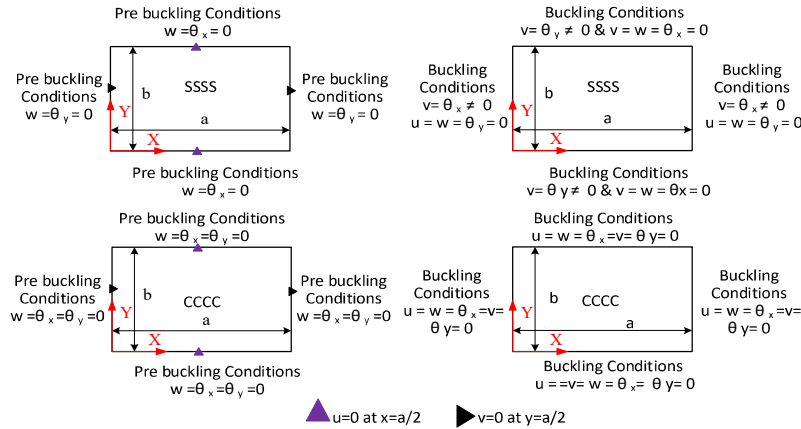 Pre buckling Conditions
w =θ x = 0
Pre buckling
Conditions
w =θ y = 0
SSSS
b
a
Y
X
Pre buckling
Conditions
w =θ y = 0
Pre buckling Conditions
w =θ x = 0
Buckling Conditions
v= θ y ≠ 0 & v = w = θ x = 0
Buckling
Conditions
v= θ x ≠ 0
u = w = θ y = 0
SSSS
b
a
Y
X
Buckling
Conditions
v= θ x ≠ 0
u = w = θ y = 0
Buckling Conditions
v= θ y ≠ 0 & v = w = θx = 0
Pre buckling Conditions
w =θ x =θ y =0
Pre buckling
Conditions
w =θ x =θ y =0
CCCC
b
a
Y
X
Pre buckling
Conditions
w =θ x =θ y =0
Pre buckling Conditions
w =θ x =θ y =0
Buckling Conditions
u = w = θ x =v= θ y= 0
Buckling
Conditions
u = w = θ x =v=
θ y= 0
CCCC
b
a
Y
X
Buckling
Conditions
u = w = θ x =v=
θ y= 0
Buckling Conditions
u = =v= w = θ x= θ y= 0
u=0 at x=a/2
v=0 at y=a/2